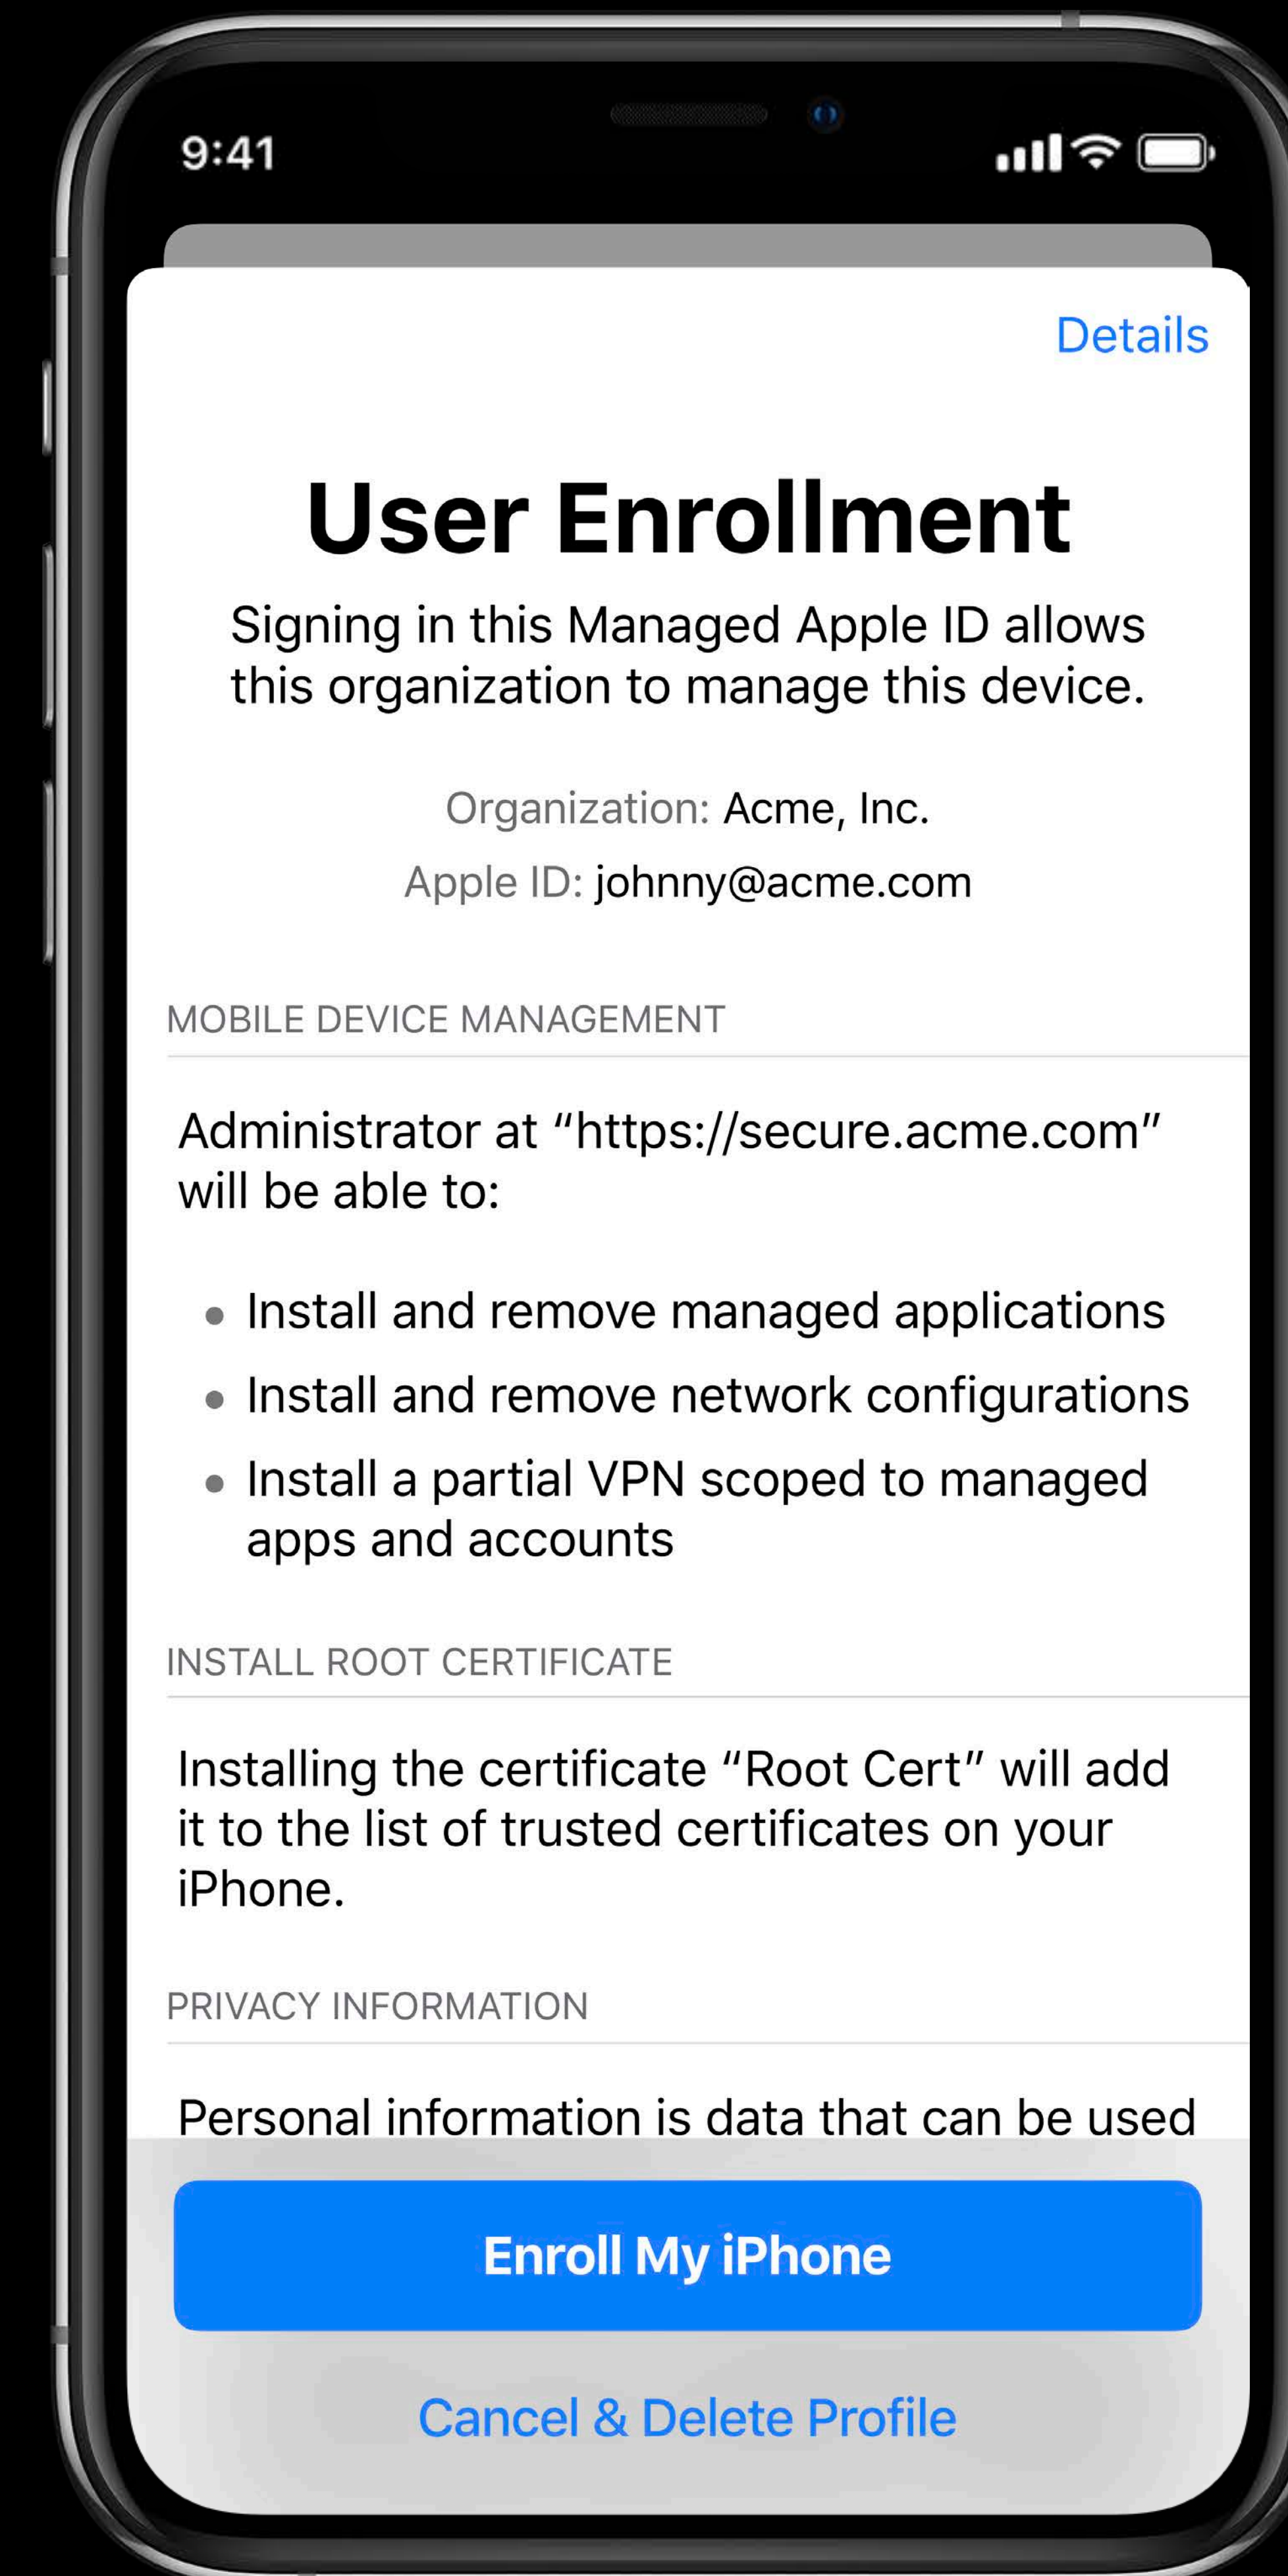 9:41
Details
User Enrollment
Signing in this Managed Apple ID allows
this organization to manage this device.
Organization: Acme, Inc.
Apple ID: johnny@acme.com
MOBILE DEVICE MANAGEMENT
Administrator at “https://secure.acme.com”
will be able to:
• Install and remove managed applications
• Install and remove network configurations
• Install a partial VPN scoped to managed
apps and accounts
INSTALL ROOT CERTIFICATE
Installing the certificate “Root Cert” will add
it to the list of trusted certificates on your
iPhone.
PRIVACY INFORMATION
Personal information is data that can be used
Enroll My iPhone
Cancel & Delete Profile